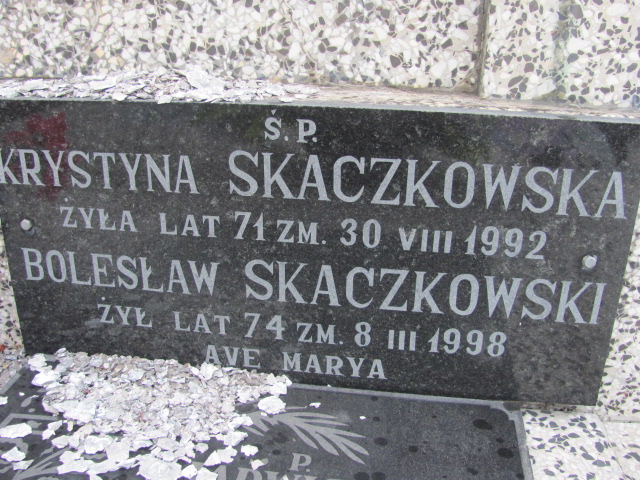 Ś.P.
KRYSTYNA SKACZKOWSKA
ŻYŁA LAT 71 ZM. 30 VIII 1992
BOLESŁAW SKACZKOWSKI
ŻYŁ LAT 74 ZM. 8 III 1998
AVE MARYA
P.